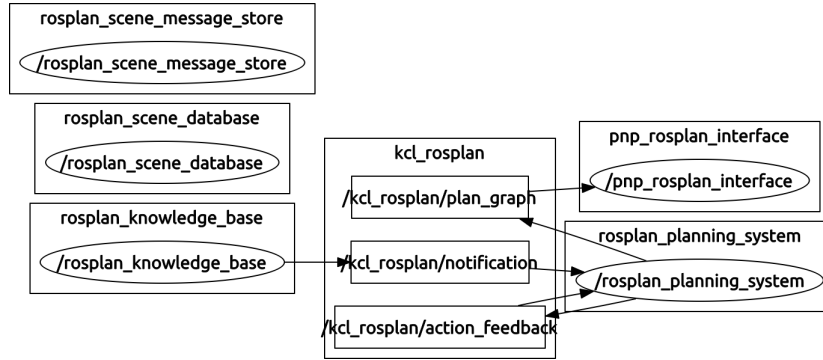 rosplan_scene_message_store
/rosplan_scene_message_store
rosplan_scene_database
/rosplan_scene_database
rosplan_knowledge_base
/rosplan_knowledge_base
kcl_rosplan
/kcl_rosplan/plan_graph
/kcl_rosplan/notification
/kcl_rosplan/action_feedback
pnp_rosplan_interface
/pnp_rosplan_interface
rosplan_planning_system
/rosplan_planning_system